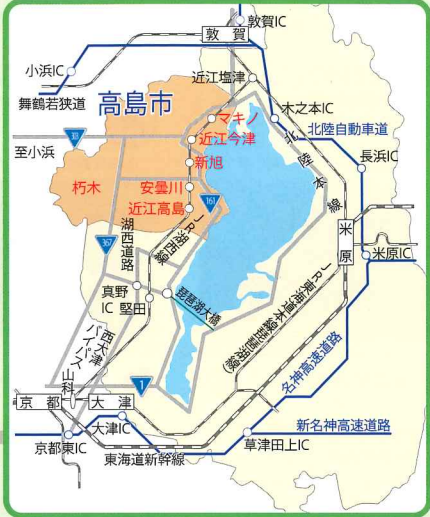 敦賀IC
敦賀
小浜IC
近江塩津
舞鶴若狭道
高島市
マキノ
木之本IC
北陸自動車道
303
近江今津
北陸本線
至小浜
新旭
長浜IC
朽木
安曇川
161
近江高島
湖西道路
JR湖西線
米原
367
米原IC
真野IC
堅田
琵琶湖大橋
JR東海道本線(琵琶湖線)
西大津バイパス
山科
名神高速道路
1
京都
大津
大津IC
新名神高速道路
京都東IC
草津田上IC
東海道新幹線